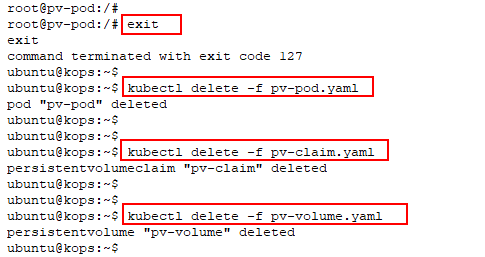 root@pv-pod:/#
root@pv-pod:/# exit
exit
command terminated with exit code 127
ubuntu@kops:~$
ubuntu@kops:~$ kubectl delete -f pv-pod.yaml
pod "pv-pod" deleted
ubuntu@kops:~$
ubuntu@kops:~$
ubuntu@kops:~$ kubectl delete -f pv-claim.yaml
persistentvolumeclaim "pv-claim" deleted
ubuntu@kops:~$
ubuntu@kops:~$
ubuntu@kops:~$ kubectl delete -f pv-volume.yaml
persistentvolume "pv-volume" deleted
ubuntu@kops:~$